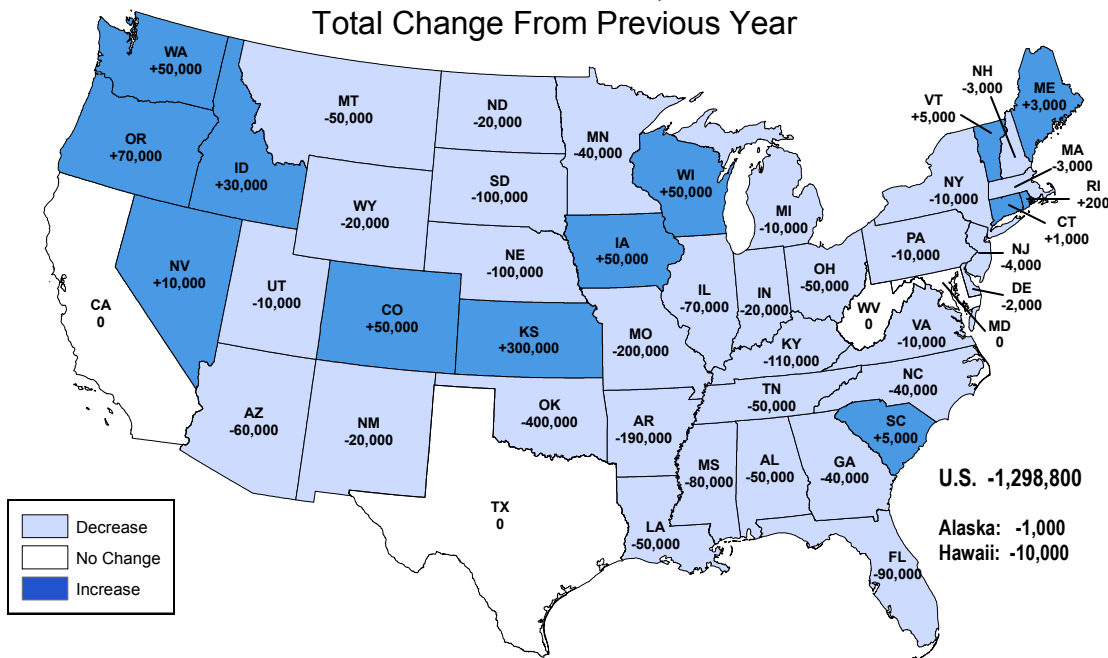 Total Change From Previous Year
WA
+50,000
OR
+70,000
ID
+30,000
MT
-50,000
ND
-20,000
MN
-40,000
SD
-100,000
WY
-20,000
NE
-100,000
WI
+50,000
MI
-10,000
IA
+50,000
NV
+10,000
UT
-10,000
CO
+50,000
KS
+300,000
CA
0
AZ
-60,000
NM
-20,000
OK
-400,000
TX
0
MO
-200,000
AR
-190,000
LA
-50,000
IL
-70,000
IN
-20,000
OH
-50,000
KY
-110,000
TN
-50,000
MS
-80,000
AL
-50,000
GA
-40,000
FL
-90,000
SC
+5,000
NC
-40,000
VA
-10,000
WV
0
PA
-10,000
NY
-10,000
VT
+5,000
NH
-3,000
ME
+3,000
MA
-3,000
RI
+200
CT
+1,000
NJ
-4,000
DE
-2,000
MD
0
U.S. -1,298,800
Alaska: -1,000
Hawaii: -10,000
Decrease
No Change
Increase